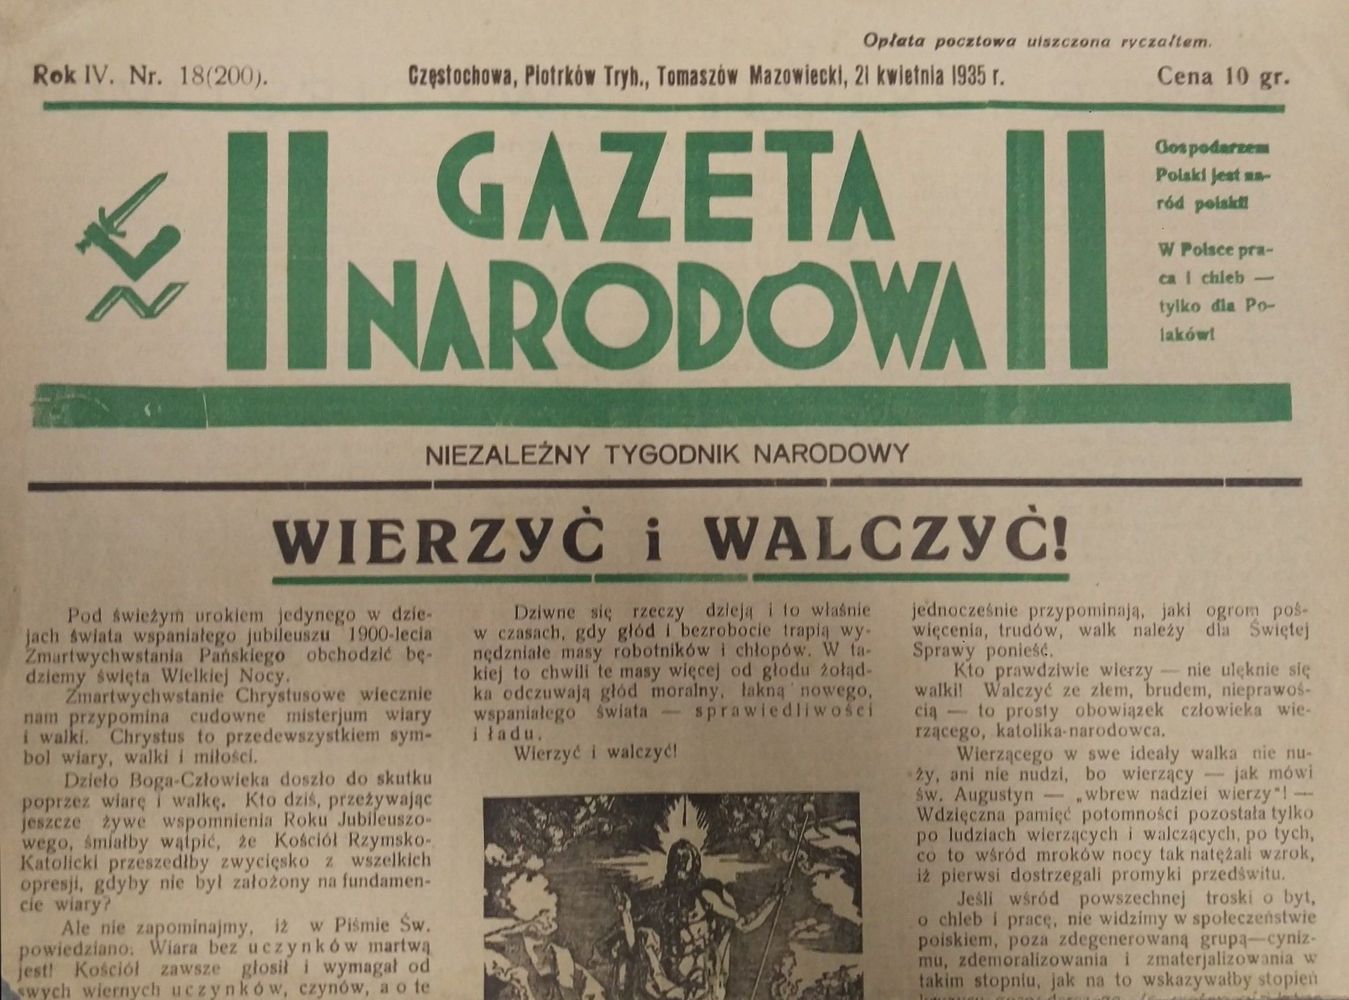 Opłata pocztowa uiszczona ryczałtem.
Rok IV. Nr. 18(200).
Częstochowa, Piotrków Tryb., Tomaszów Mazowiecki, 21 kwietnia 1935 r.
Cena 10 gr.
GAZETA
NARODOWA
Gospodarzem
Polski jest na-
ród polski!
W Polsce pra-
ca i chleb —
tylko dla Po-
laków!
NIEZALEŻNY TYGODNIK NARODOWY
WIERZYĆ i WALCZYĆ!
Pod świeżym urokiem jedynego w dzie-
jach świata wspaniałego jubileuszu 1900-lecia
Zmartwychwstania Pańskiego obchodzić bę-
dziemy święta Wielkiej Nocy.
Zmartwychwstanie Chrystusowe wiecznie
nam przypomina cudowne misterjum wiary
i walki. Chrystus to przedewszystkiem sym-
bol wiary, walki i miłości.
Dzieło Boga-Człowieka doszło do skutku
poprzez wiarę i walkę. Kto dziś, przeżywając
jeszcze żywe wspomnienia Roku Jubileuszo-
wego, śmiałby wątpić, że Kościół Rzymsko-
Katolicki przeszedłby zwycięsko z wszelkich
opresji, gdyby nie był założony na fundamen-
cie wiary?
Ale nie zapominajmy, iż w Piśmie Św.
powiedziano: Wiara bez uczynków martwą
jest! Kościół zawsze głosił i wymagał od
swych wiernych uczynków, czynów, a o te
Dziwne się rzeczy dzieją i to właśnie
w czasach, gdy głód i bezrobocie trapią wy-
nędzniałe masy robotników i chłopów. W ta-
kiej to chwili te masy więcej od głodu żołąd-
ka odczuwają głód moralny, łakną nowego,
wspaniałego świata — sprawiedliwości
i ładu.
Wierzyć i walczyć!
jednocześnie przypominają, jaki ogrom poś-
więcenia, trudów, walk należy dla Świętej
Sprawy ponieść.
Kto prawdziwie wierzy — nie ulęknie się
walki! Walczyć ze złem, brudem, nieprawoś-
cią — to prosty obowiązek człowieka wie-
rzącego, katolika-narodowca.
Wierzącego w swe ideały walka nie nu-
ży, ani nie nudzi, bo wierzący — jak mówi
św. Augustyn — „wbrew nadziei wierzy"! —
Wdzięczna pamięć potomności pozostała tylko
po ludziach wierzących i walczących, po tych,
co to wśród mroków nocy tak natężali wzrok,
iż pierwsi dostrzegali promyki przedświtu.
Jeśli wśród powszechnej troski o byt,
o chleb i pracę, nie widzimy w społeczeństwie
polskiem, poza zdegenerowaną grupą—cyniz-
mu, zdemoralizowania i zmaterjalizowania w
takim stopniu, jak na to wskazywałby stopień